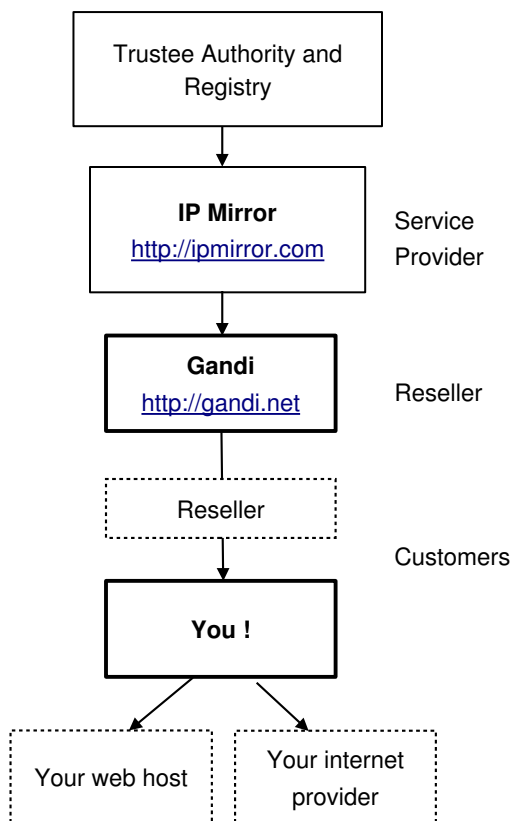 Trustee Authority and
Registry
IP Mirror
http://ipmirror.com
Service
Provider
Gandi
http://gandi.net
Reseller
Reseller
Customers
You !
Your web host
Your internet
provider